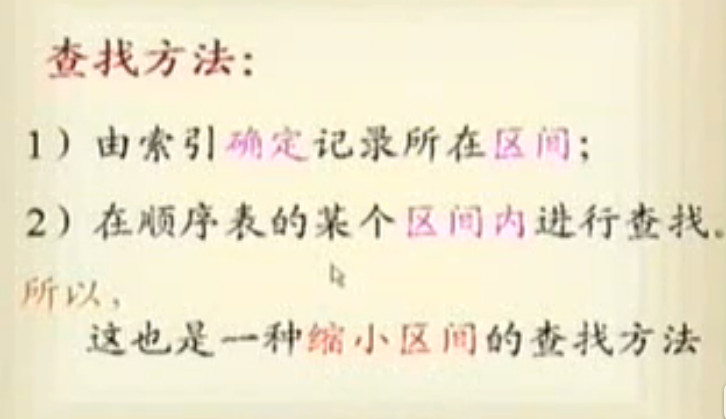 查找方法:
1）由索引确定记录所在区间;
2）在顺序表的某个区间内进行查找。
所以,
这也是一种缩小区间的查找方法